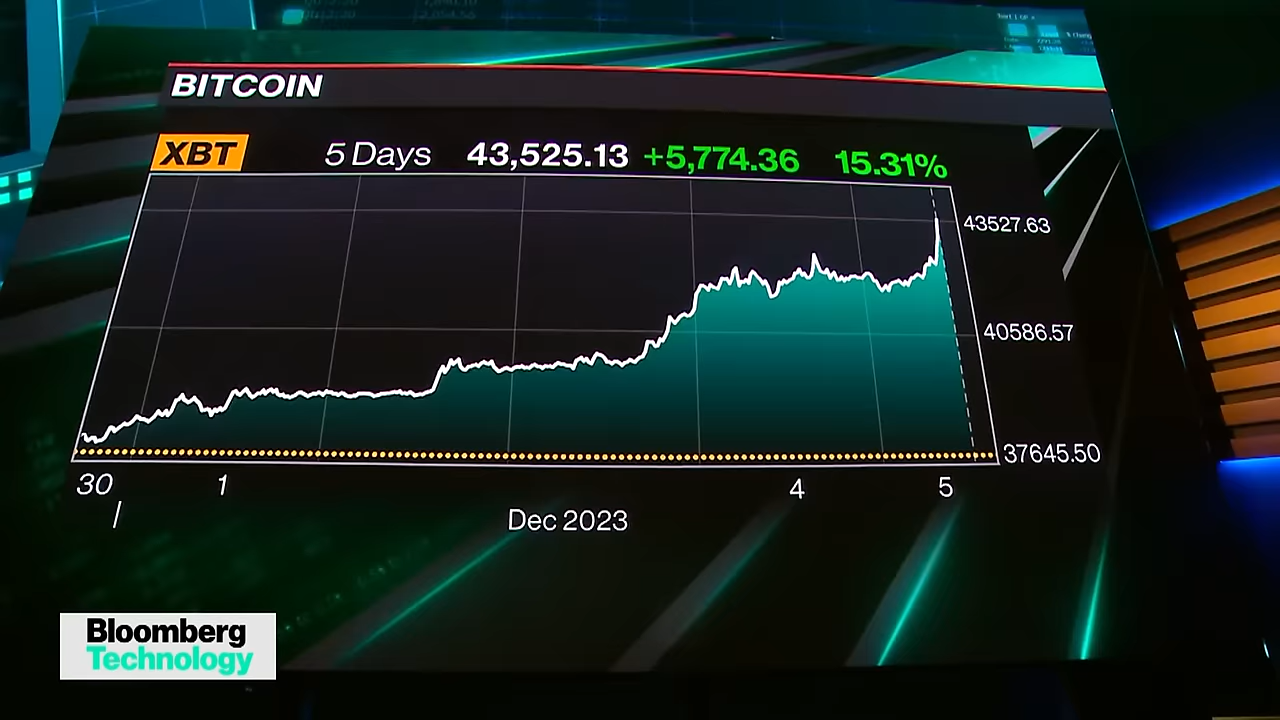 BITCOIN
XBT 5 Days 43,525.13 +5,774.36 15.31%
43527.63
40586.57
37645.50
30 1 4 5
Dec 2023
Bloomberg
Technology